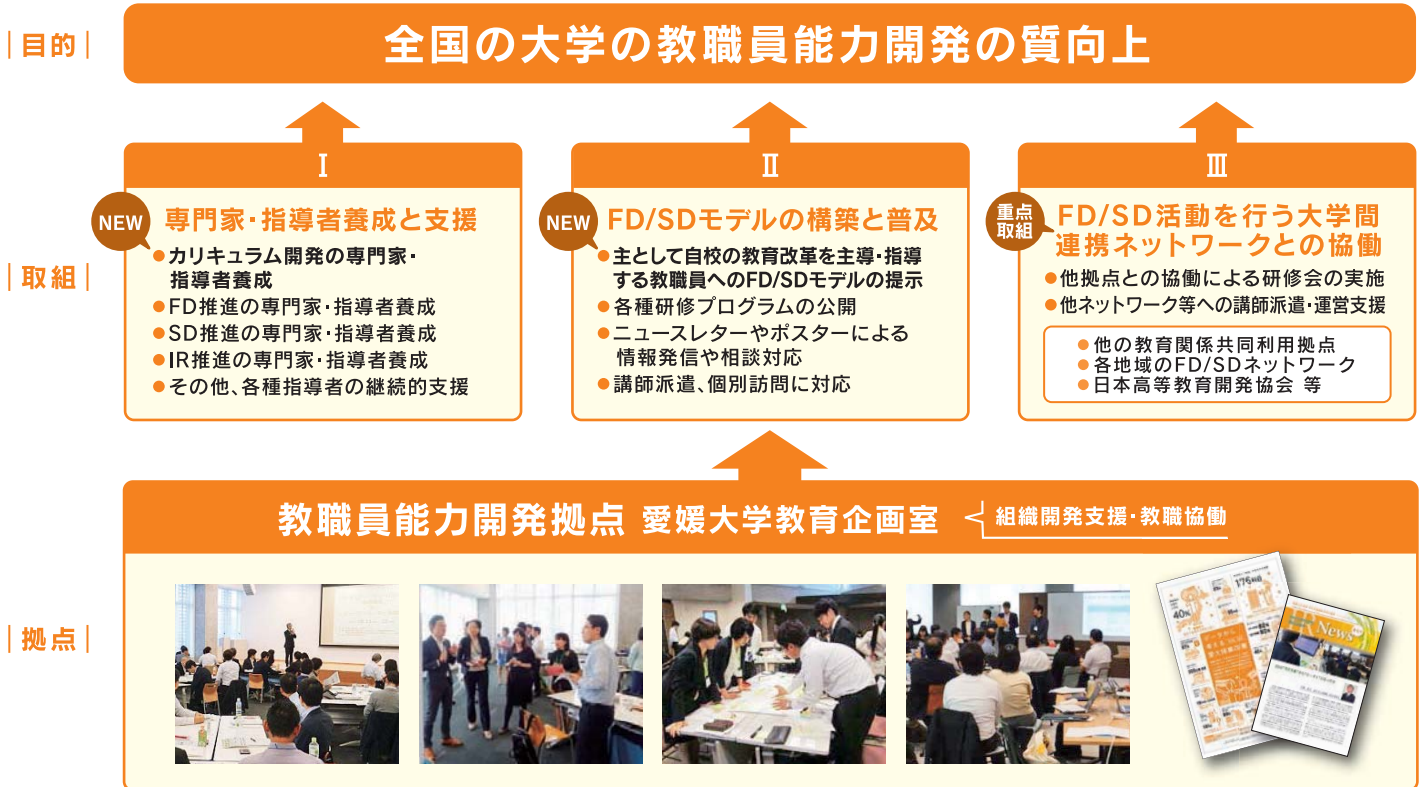 |目的|
全国の大学の教職員能力開発の質向上
|取組|
Ⅰ
NEW
専門家・指導者養成と支援
●カリキュラム開発の専門家・
指導者養成
●FD推進の専門家・指導者養成
●SD推進の専門家・指導者養成
●IR推進の専門家・指導者養成
●その他、各種指導者の継続的支援
Ⅱ
NEW
FD/SDモデルの構築と普及
●主として自校の教育改革を主導・指導
する教職員へのFD/SDモデルの提示
●各種研修プログラムの公開
●ニュースレターやポスターによる
情報発信や相談対応
●講師派遣、個別訪問に対応
Ⅲ
重点
取組
FD/SD活動を行う大学間
連携ネットワークとの協働
●他拠点との協働による研修会の実施
●他ネットワーク等への講師派遣・運営支援
●他の教育関係共同利用拠点
●各地域のFD/SDネットワーク
●日本高等教育開発協会 等
|拠点|
教職員能力開発拠点 愛媛大学教育企画室
組織開発支援・教職協働
40%
176
News